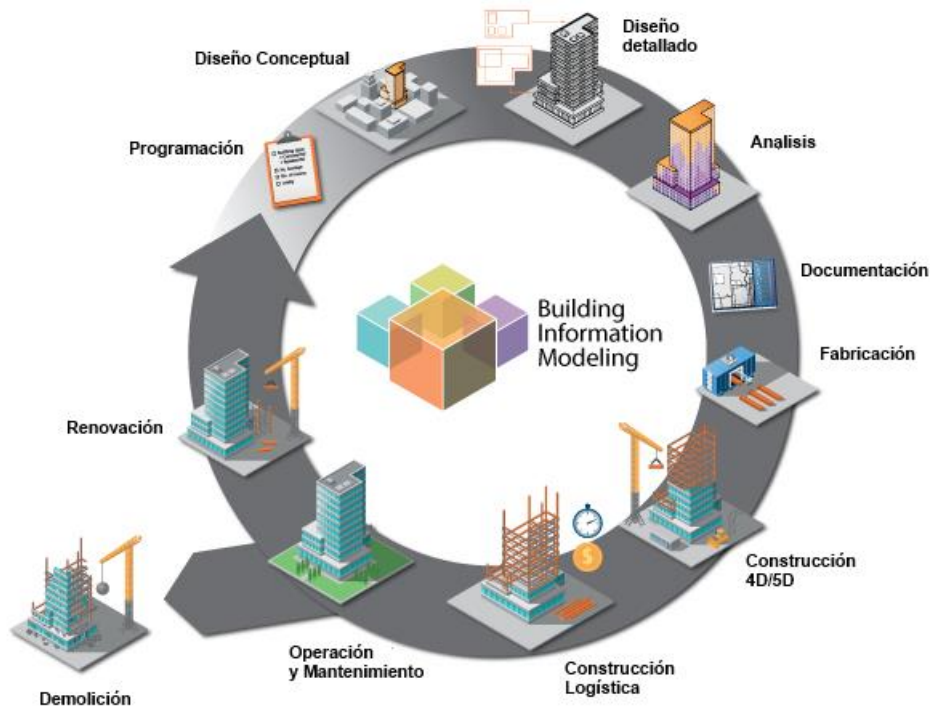 Diseño
detallado
Diseño Conceptual
Programación
Analisis
Documentación
Fabricación
Building
Information
Modeling
Renovación
Construcción
4D/5D
Operación
y Mantenimiento
Construcción
Logística
Demolición
$